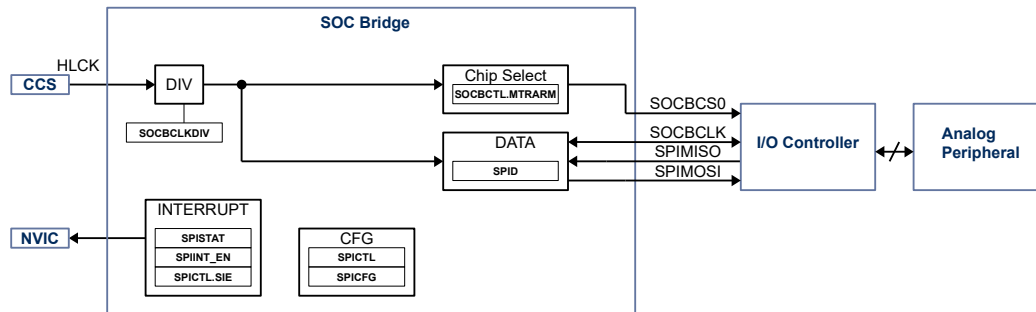 SOC Bridge
HLCK
CCS
DIV
SOCBCLKDIV
Chip Select
SOCBCTL.MTRARM
DATA
SPID
SOCBCS0
SOCBCLK
SPIMISO
SPIMOSI
I/O Controller
Analog
Peripheral
NVIC
INTERRUPT
SPISTAT
SPIINT_EN
SPICTL.SIE
CFG
SPICTL
SPICFG